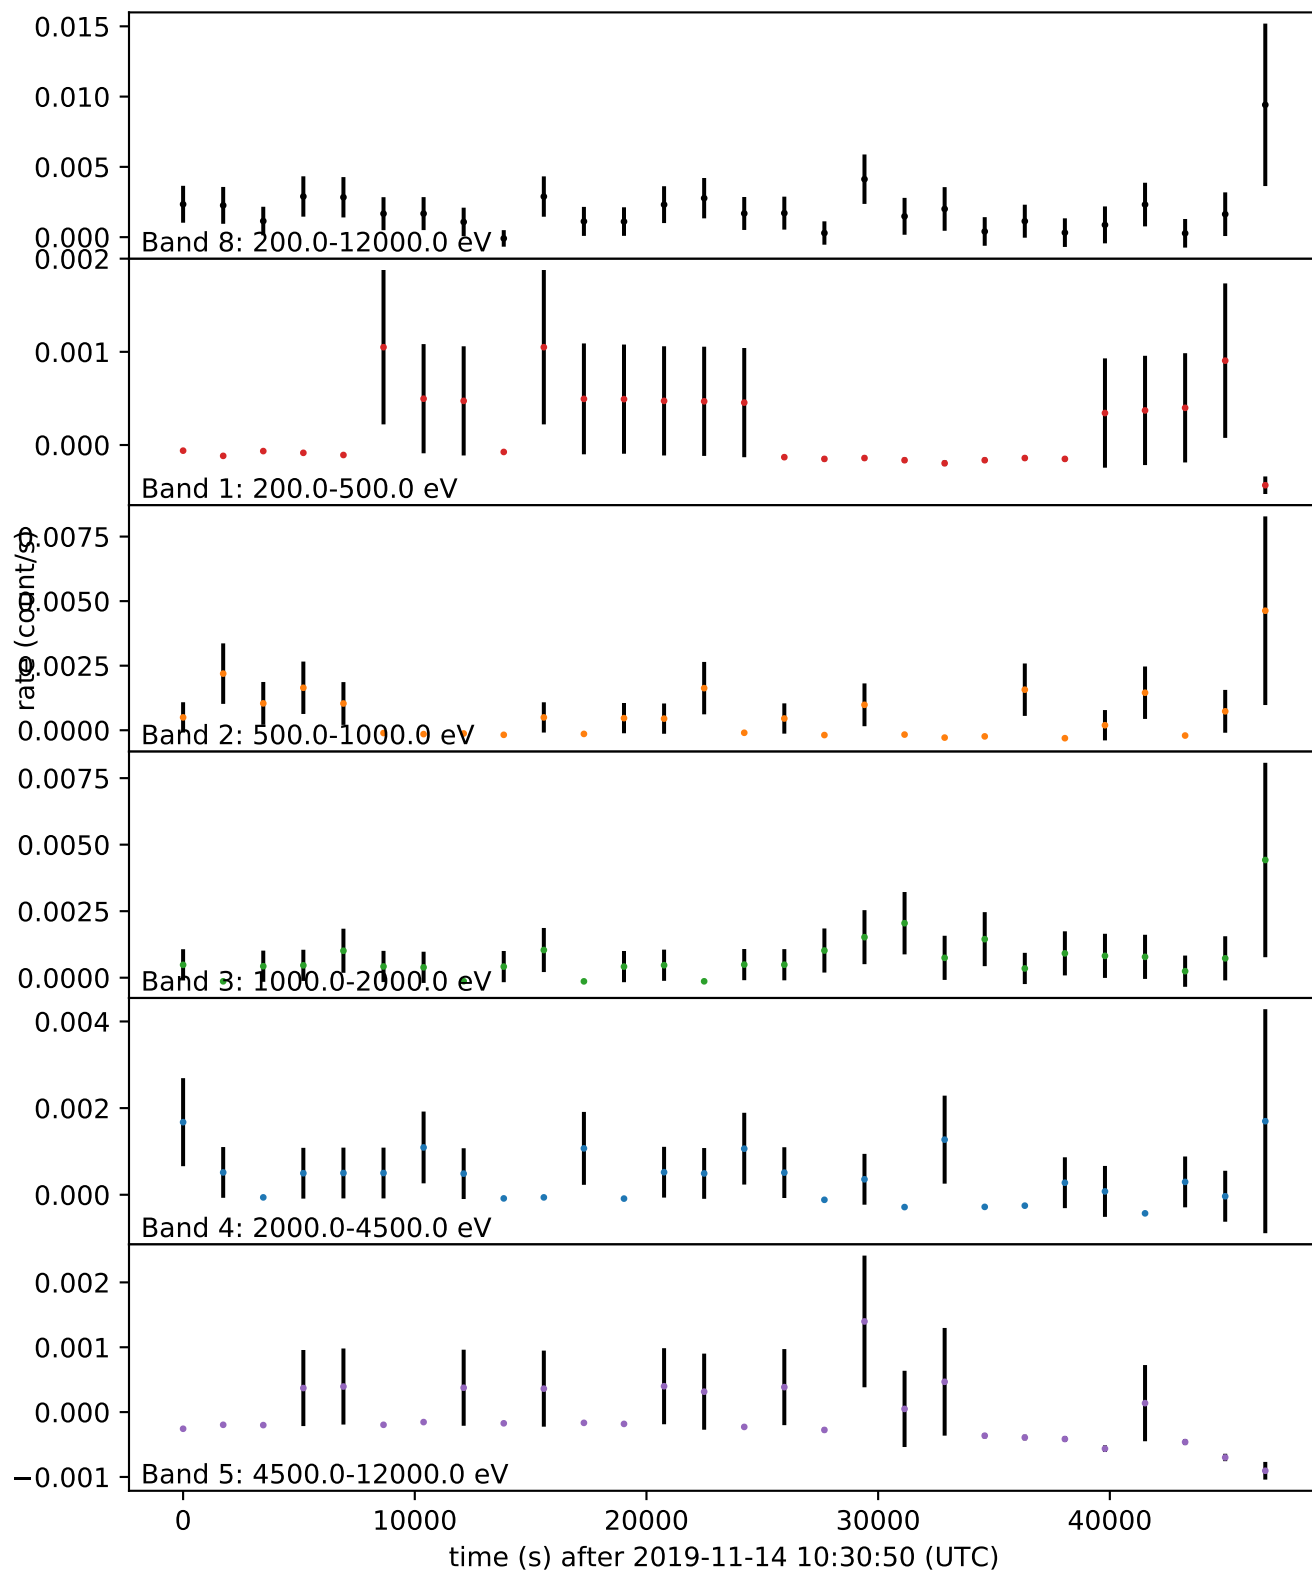 0.015
0.010
0.005
0.000
Band 8: 200.0-12000.0 eV
0.002
0.001
0.000
Band 1: 200.0-500.0 eV
rate (count/s)
0.0075
0.0050
0.0025
0.0000
Band 2: 500.0-1000.0 eV
0.0075
0.0050
0.0025
0.0000
Band 3: 1000.0-2000.0 eV
0.004
0.002
0.000
Band 4: 2000.0-4500.0 eV
0.002
0.001
0.000
−0.001
Band 5: 4500.0-12000.0 eV
0 10000 20000 30000 40000
time (s) after 2019-11-14 10:30:50 (UTC)